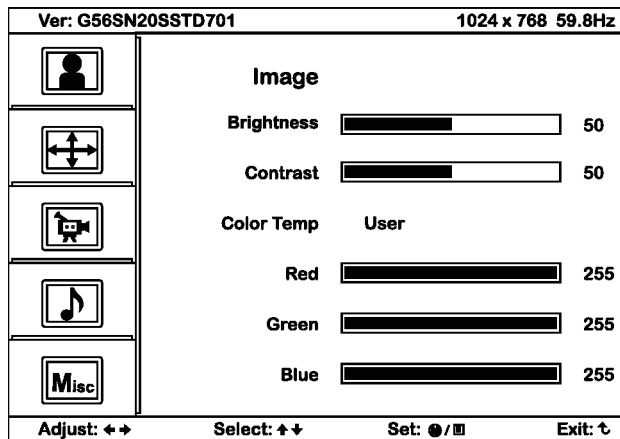 Ver: G56SN20SSTD701 1024 x 768 59.8Hz
Image
Brightness 50
Contrast 50
Color Temp User
Red 255
Green 255
Blue 255
Misc
Adjust: ←→ Select: ↑↓ Set: /  Exit: